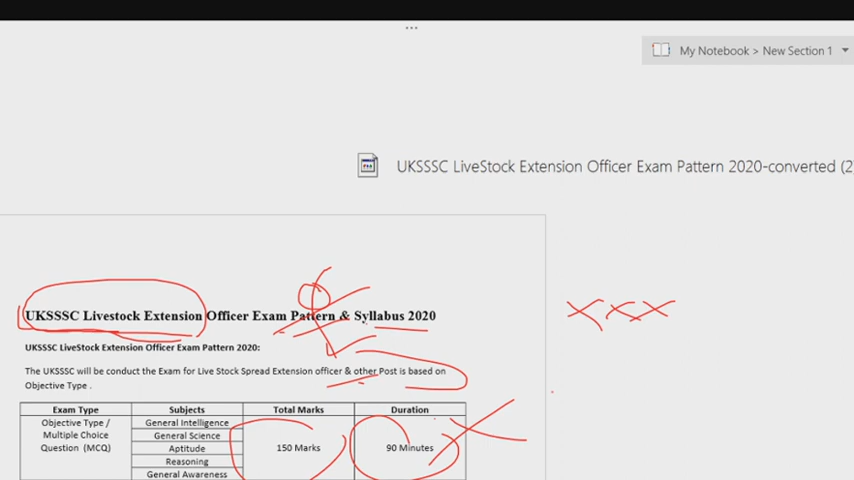 My Notebook > New Section 1
UKSSSC LiveStock Extension Officer Exam Pattern 2020-converted (2
UKSSSC Livestock Extension Officer Exam Pattern & Syllabus 2020
UKSSSC LiveStock Extension Officer Exam Pattern 2020:
The UKSSSC will be conduct the Exam for Live Stock Spread Extension officer & other Post is based on
Objective Type .
Exam Type Subjects Total Marks Duration
Objective Type / Multiple Choice Question (MCQ) General Intelligence 150 Marks 90 Minutes
General Science
Aptitude
Reasoning
General Awareness